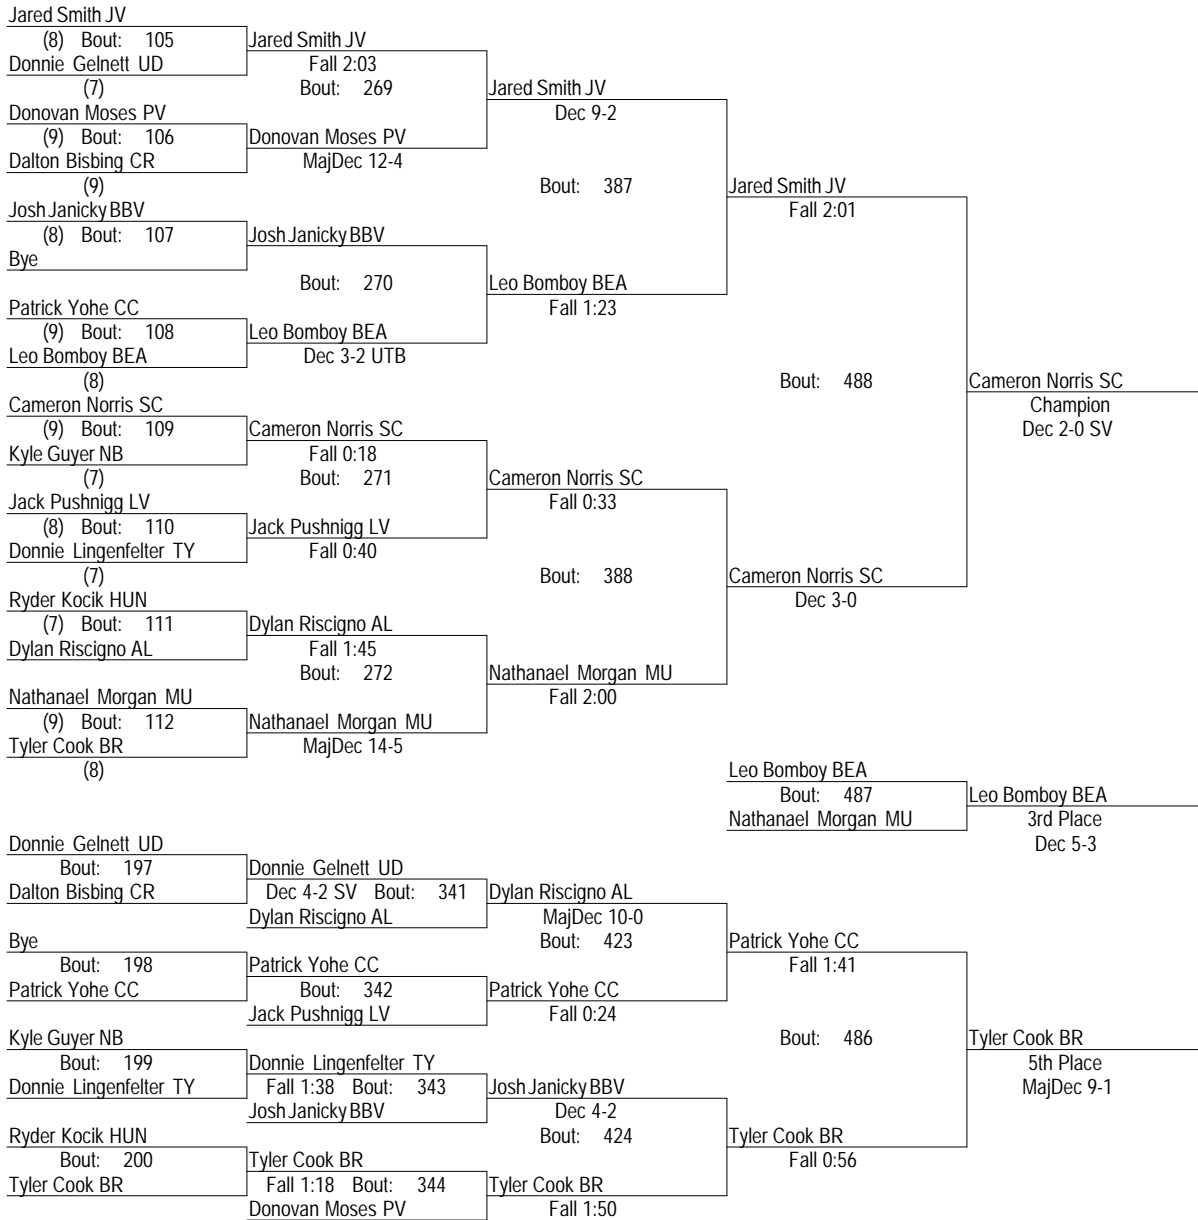 Jared Smith JV
(8) Bout: 105
Jared Smith JV
Donnie Gelnett UD
Fall 2:03
(7)
Bout: 269
Jared Smith JV
Donovan Moses PV
Dec 9-2
(9) Bout: 106
Donovan Moses PV
Dalton Bisbing CR
MajDec 12-4
(9)
Bout: 387
Jared Smith JV
Josh Janicky BBV
Fall 2:01
(8) Bout: 107
Josh Janicky BBV
Bye
Bout: 270
Leo Bomboy BEA
Patrick Yohe CC
Fall 1:23
(9) Bout: 108
Leo Bomboy BEA
Leo Bomboy BEA
Dec 3-2 UTB
(8)
Bout: 488
Cameron Norris SC
Cameron Norris SC
Champion
(9) Bout: 109
Cameron Norris SC
Dec 2-0 SV
Kyle Guyer NB
Fall 0:18
(7)
Bout: 271
Cameron Norris SC
Jack Pushnigg LV
Fall 0:33
(8) Bout: 110
Jack Pushnigg LV
Donnie Lingenfelter TY
Fall 0:40
(7)
Bout: 388
Cameron Norris SC
Ryder Kocik HUN
Dec 3-0
(7) Bout: 111
Dylan Riscigno AL
Dylan Riscigno AL
Fall 1:45
Bout: 272
Nathanael Morgan MU
Nathanael Morgan MU
Fall 2:00
(9) Bout: 112
Nathanael Morgan MU
Tyler Cook BR
MajDec 14-5
(8)
Leo Bomboy BEA
Bout: 487
Leo Bomboy BEA
Nathanael Morgan MU
3rd Place
Dec 5-3
Donnie Gelnett UD
Bout: 197
Donnie Gelnett UD
Dalton Bisbing CR
Dec 4-2 SV Bout: 341
Dylan Riscigno AL
Dylan Riscigno AL
MajDec 10-0
Bye
Bout: 423
Patrick Yohe CC
Bout: 198
Patrick Yohe CC
Fall 1:41
Patrick Yohe CC
Bout: 342
Patrick Yohe CC
Jack Pushnigg LV
Fall 0:24
Kyle Guyer NB
Bout: 486
Tyler Cook BR
Bout: 199
Donnie Lingenfelter TY
5th Place
Donnie Lingenfelter TY
Fall 1:38 Bout: 343
Josh Janicky BBV
MajDec 9-1
Josh Janicky BBV
Dec 4-2
Ryder Kocik HUN
Bout: 424
Tyler Cook BR
Bout: 200
Tyler Cook BR
Fall 0:56
Tyler Cook BR
Fall 1:18 Bout: 344
Tyler Cook BR
Donovan Moses PV
Fall 1:50